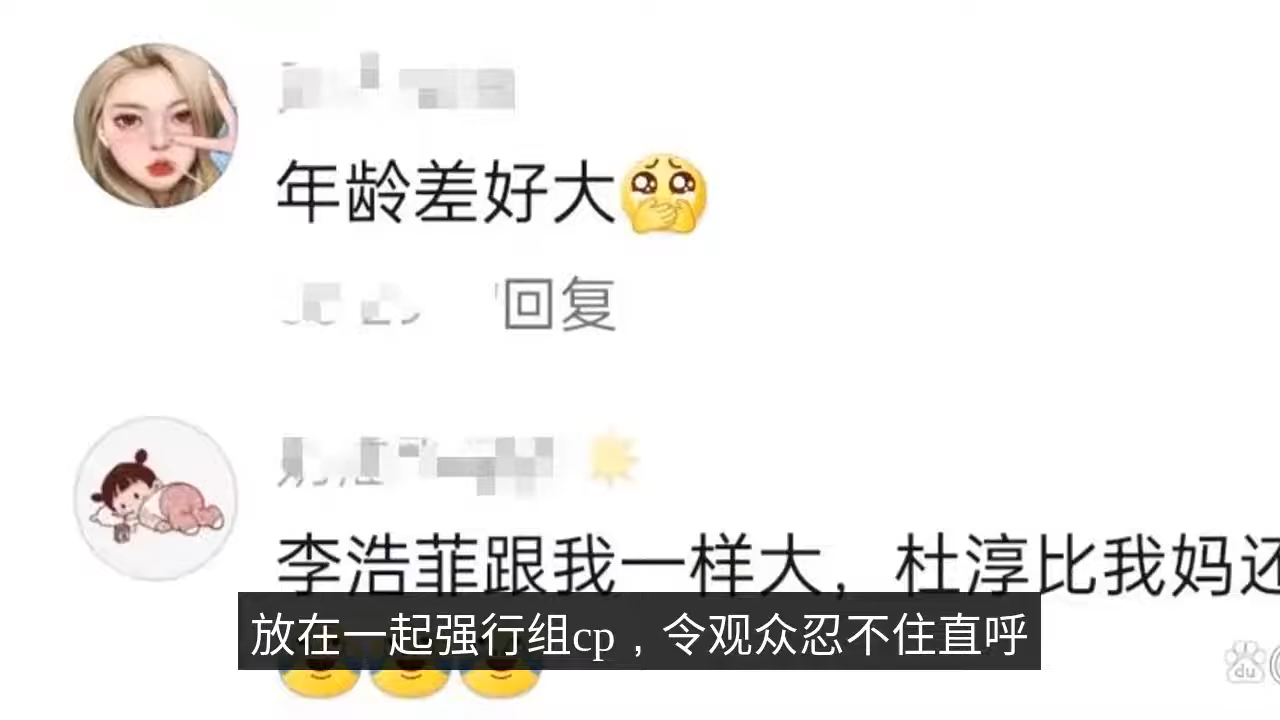 年龄差好大
回复
李浩菲跟我一样大，杜淳比我妈还
放在一起强行组cp，令观众忍不住直呼
du